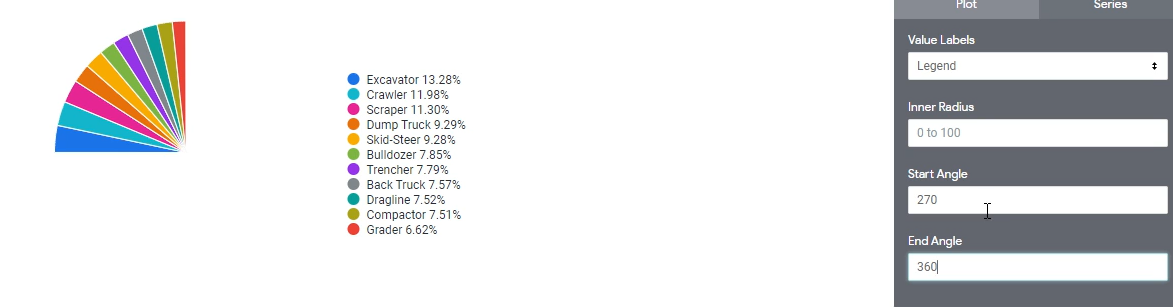 Plot Series
Value Labels
Legend
Inner Radius
0 to 100
Start Angle
270
End Angle
360
Excavator 13.28%
Crawler 11.98%
Scraper 11.30%
Dump Truck 9.29%
Skid-Steer 9.28%
Bulldozer 7.85%
Trencher 7.79%
Back Truck 7.57%
Dragline 7.52%
Compactor 7.51%
Grader 6.62%